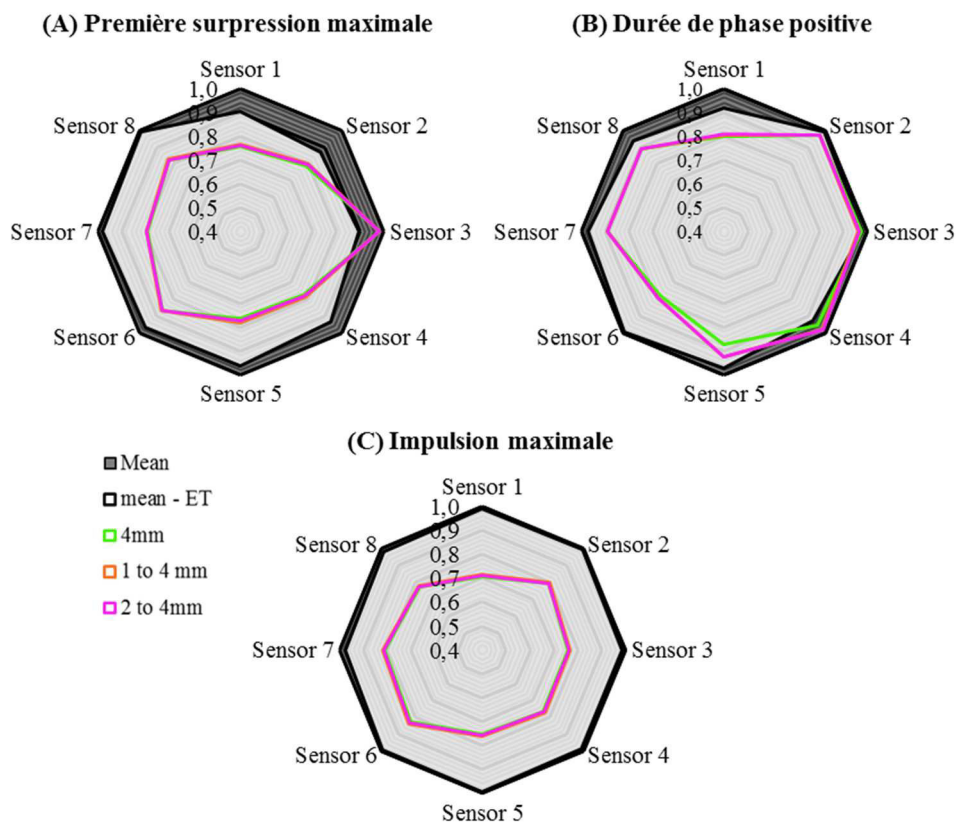 (A) Première surpression maximale
Sensor 1
Sensor 2
Sensor 3
Sensor 4
Sensor 5
Sensor 6
Sensor 7
Sensor 8
1,0
0,9
0,8
0,7
0,6
0,5
0,4
(B) Durée de phase positive
Sensor 1
Sensor 2
Sensor 3
Sensor 4
Sensor 5
Sensor 6
Sensor 7
Sensor 8
1,0
0,9
0,8
0,7
0,6
0,5
0,4
(C) Impulsion maximale
Mean
mean - ET
4mm
1 to 4 mm
2 to 4mm
Sensor 1
Sensor 2
Sensor 3
Sensor 4
Sensor 5
Sensor 6
Sensor 7
Sensor 8
1,0
0,9
0,8
0,7
0,6
0,5
0,4